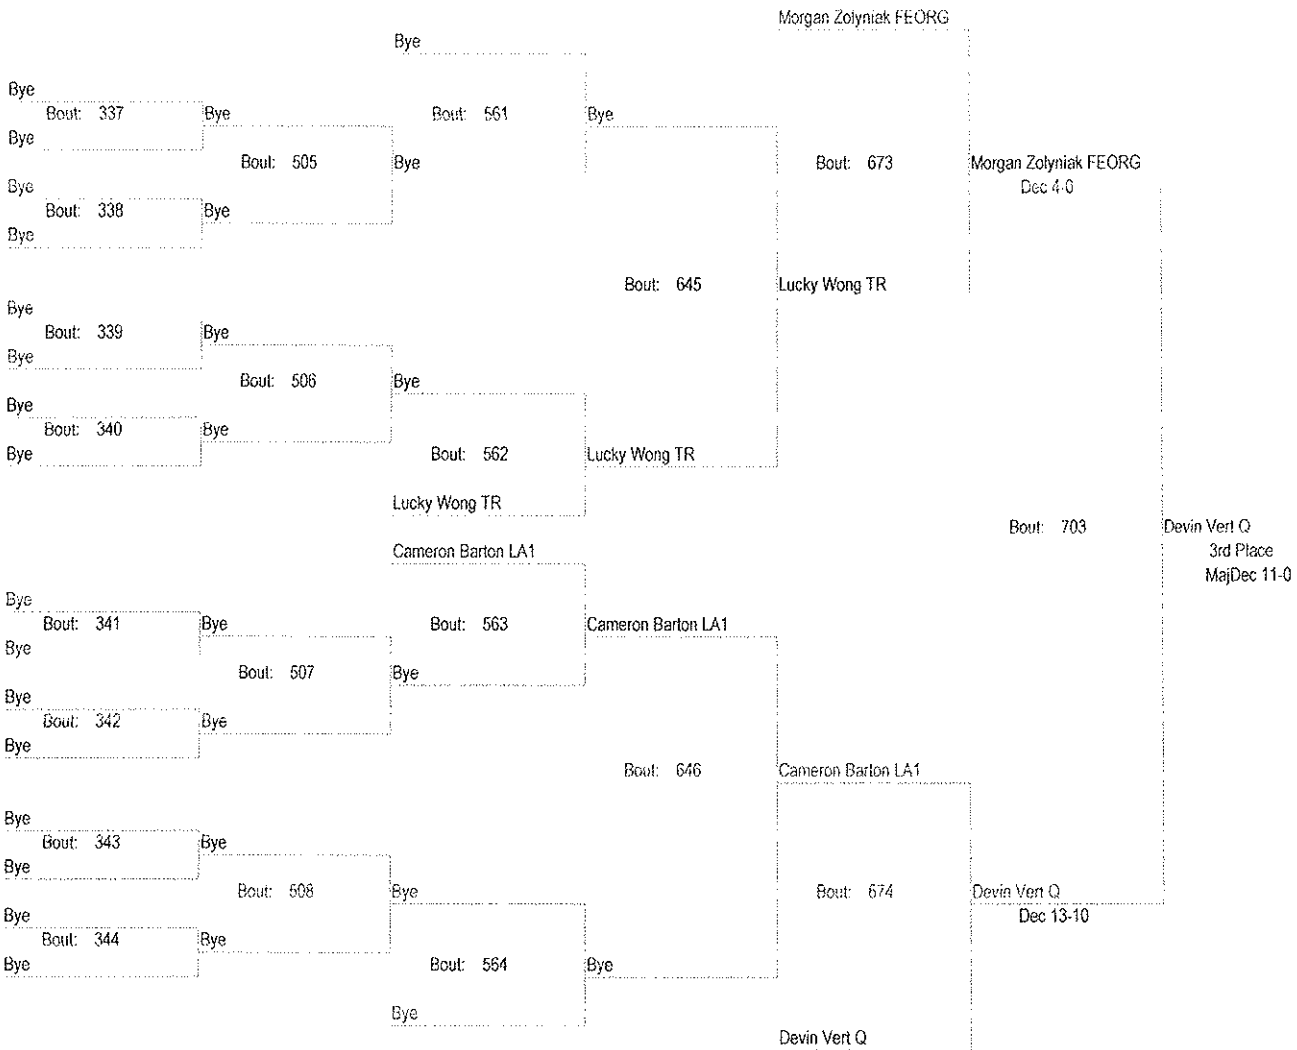 Morgan Zolyniak FEORG
Bye
Bye
Bout: 337
Bye
Bout: 561
Bye
Bye
Bout: 505
Bye
Bout: 673
Morgan Zolyniak FEORG
Dec 4-0
Bye
Bout: 338
Bye
Bye
Bout: 645
Lucky Wong TR
Bye
Bout: 339
Bye
Bye
Bout: 506
Bye
Bye
Bout: 340
Bye
Bye
Bout: 562
Lucky Wong TR
Lucky Wong TR
Bout: 703
Devin Vert Q
3rd Place
MajDec 11-0
Cameron Barton LA1
Bye
Bout: 341
Bye
Bout: 563
Cameron Barton LA1
Bye
Bout: 507
Bye
Bye
Bout: 342
Bye
Bye
Bout: 646
Cameron Barton LA1
Bye
Bout: 343
Bye
Bye
Bout: 508
Bye
Bout: 674
Devin Vert Q
Dec 13-10
Bye
Bout: 344
Bye
Bye
Bout: 564
Bye
Bye
Devin Vert Q